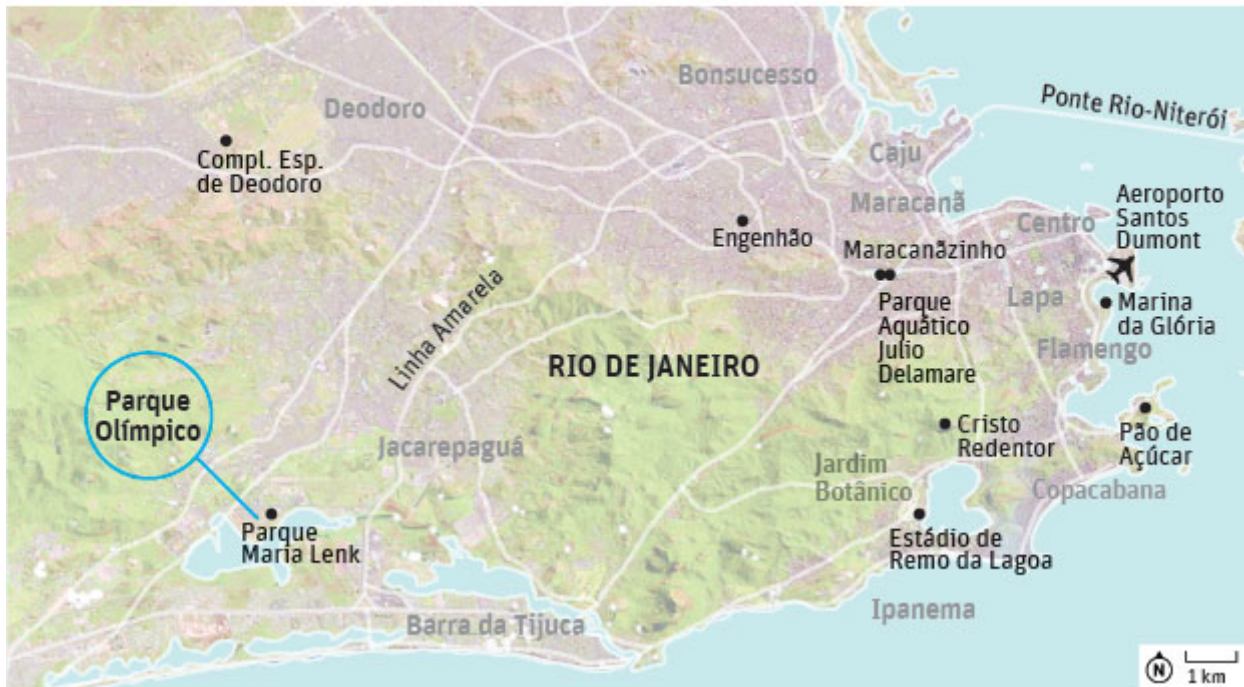 Bonsucesso
Deodoro
Ponte Rio-Niterói
Compl. Esp.
de Deodoro
Caju
Maracanã
Aeroporto
Santos
Dumont
Centro
Engenhão
Maracanãzinho
Linha Amarela
Parque
Aquático
Julio
Delamare
Lapa
Marina
da Glória
Flamengo
RIO DE JANEIRO
Parque
Olímpico
Cristo
Redentor
Pão de
Açúcar
Jacarepaguá
Jardim
Botânico
Copacabana
Parque
Maria Lenk
Estádio de
Remo da Lagoa
Ipanema
Barra da Tijuca
N
1 km